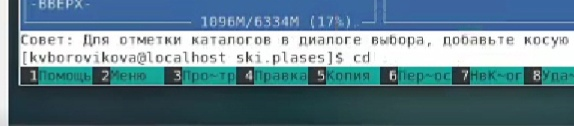 -ВВЕРХ-
1096M/6334M (17%)
Совет: Для отметки каталогов в диалоге выбора, добавьте косую
[kvborovikova@localhost ski.plases]$ cd
1Помощь 2Меню 3Про~тр 4Правка 5Копия 6Пер~ос 7НвК~ог 8Уда~